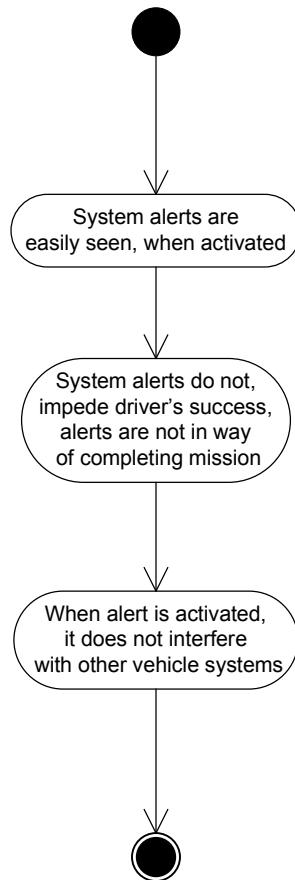 System alerts are
easily seen, when activated
System alerts do not,
impede driver's success,
alerts are not in way
of completing mission
When alert is activated,
it does not interfere
with other vehicle systems